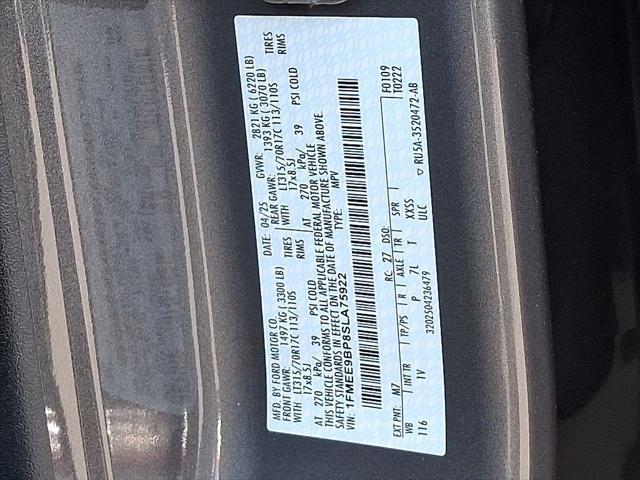 MFD. BY FORD MOTOR CO.
DATE: 04/25 GVWR: 2821 KG (6220 LB)
FRONT GAWR: 1497 KG (3300 LB) REAR GAWR: 1393 KG (3070 LB)
WITH LT315/70R17C 113/110S TIRES WITH LT315/70R17C 113/110S TIRES
17x8.5J RIMS 17x8.5J RIMS
AT 270 kPa/ 39 PSI COLD AT 270 kPa/ 39 PSI COLD
THIS VEHICLE CONFORMS TO ALL APPLICABLE FEDERAL MOTOR VEHICLE
SAFETY STANDARDS IN EFFECT ON THE DATE OF MANUFACTURE SHOWN ABOVE.
VIN: 1FMEE9BP8SLA75922 TYPE: MPV
F0109
T0222
EXT PNT: M7 RC: 27 DSO:
WB INT TR TP/PS R AXLE TR SPR
116 1V P 7L T XXSS
ULC
3202504236479
▽ RU5A-3520472-AB